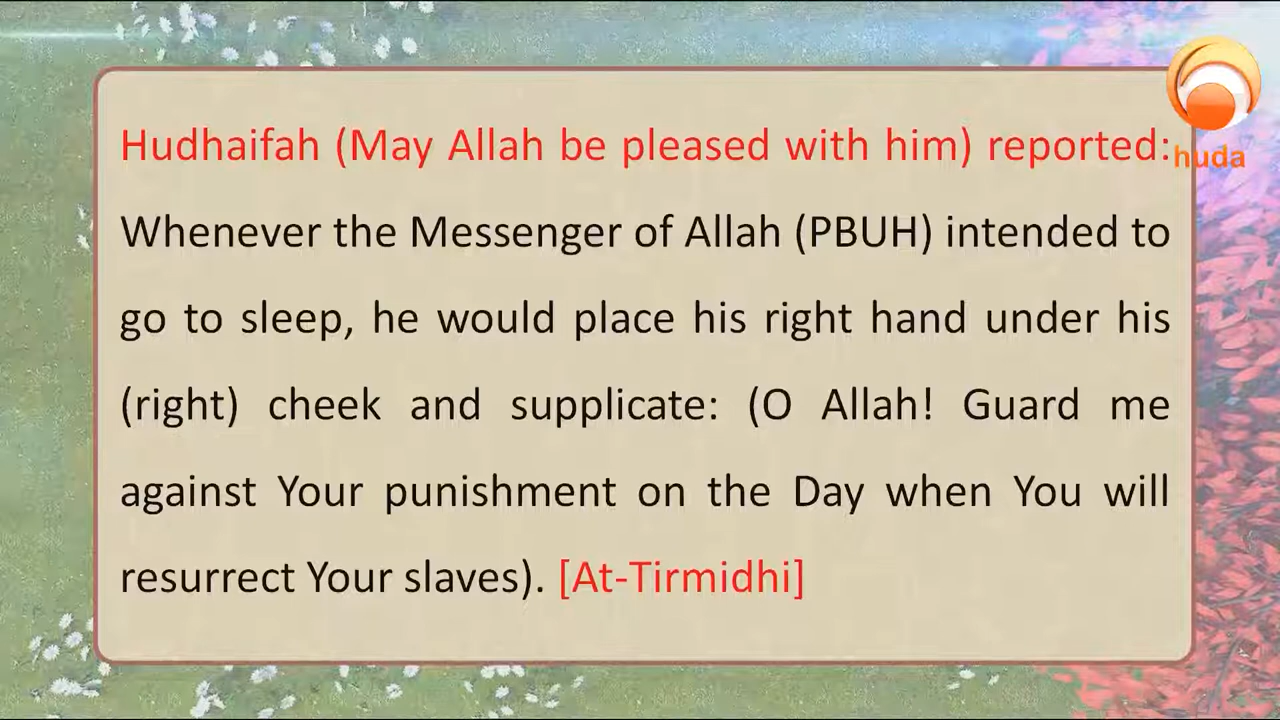 Hudhaifah (May Allah be pleased with him) reported:
huda
Whenever the Messenger of Allah (PBUH) intended to
go to sleep, he would place his right hand under his
(right) cheek and supplicate: (O Allah! Guard me
against Your punishment on the Day when You will
resurrect Your slaves). [At-Tirmidhi]